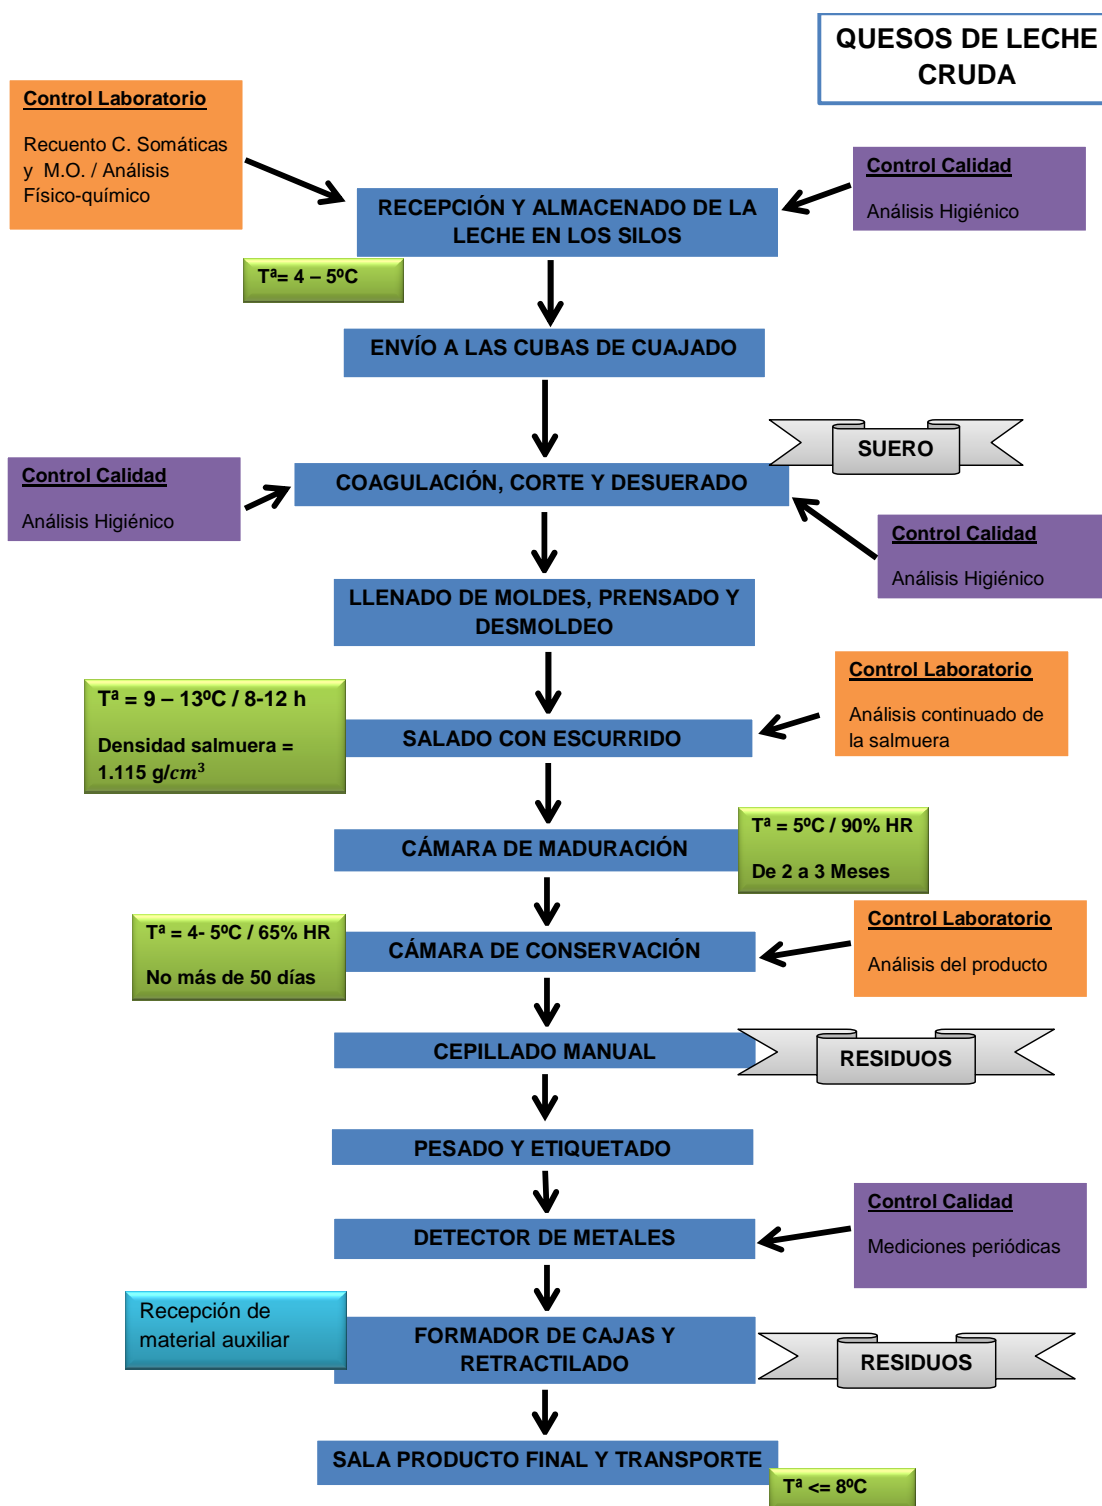 QUESOS DE LECHE
CRUDA
Control Laboratorio
Recuento C. Somáticas
y M.O. / Análisis
Físico-químico
Control Calidad
Análisis Higiénico
RECEPCIÓN Y ALMACENADO DE LA
LECHE EN LOS SILOS
Tª= 4 – 5ºC
ENVÍO A LAS CUBAS DE CUAJADO
SUERO
Control Calidad
Análisis Higiénico
COAGULACIÓN, CORTE Y DESUERADO
Control Calidad
Análisis Higiénico
LLENADO DE MOLDES, PRENSADO Y
DESMOLDEO
Control Laboratorio
Análisis continuado de
la salmuera
Tª = 9 – 13ºC / 8-12 h
Densidad salmuera =
1.115 g/cm³
SALADO CON ESCURRIDO
CÁMARA DE MADURACIÓN
Tª = 5ºC / 90% HR
De 2 a 3 Meses
Tª = 4- 5ºC / 65% HR
No más de 50 días
CÁMARA DE CONSERVACIÓN
Control Laboratorio
Análisis del producto
CEPILLADO MANUAL
RESIDUOS
PESADO Y ETIQUETADO
DETECTOR DE METALES
Control Calidad
Mediciones periódicas
Recepción de
material auxiliar
FORMADOR DE CAJAS Y
RETRACTILADO
RESIDUOS
SALA PRODUCTO FINAL Y TRANSPORTE
Tª <= 8ºC